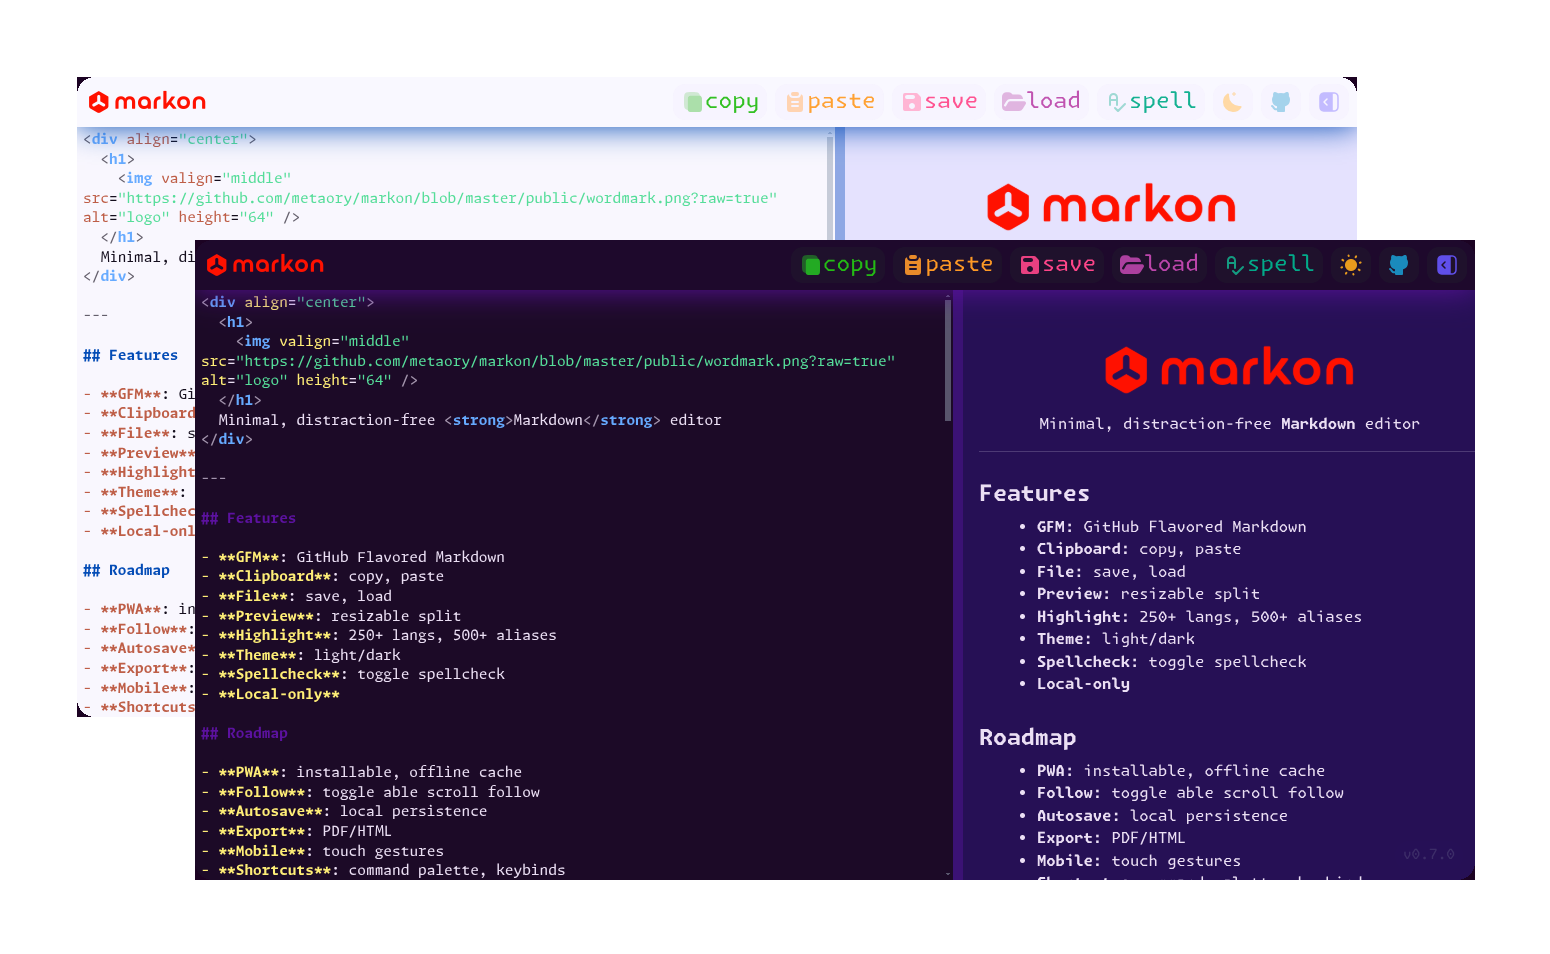 markon
copy paste save load spell
<div align="center">
<h1>
<img valign="middle"
src="https://github.com/metaory/markon/blob/master/public/wordmark.png?raw=true"
alt="logo" height="64" />
</h1>
Minimal, di
</div>
---
## Features
- **GFM**: Gi
- **Clipboard
- **File**: s
- **Preview**
- **Highlight
- **Theme**:
- **Spellchec
- **Local-onl
## Roadmap
- **PWA**: in
- **Follow**:
- **Autosave*
- **Export**:
- **Mobile**:
- **Shortcuts
markon
markon
copy paste save load spell
<div align="center">
<h1>
<img valign="middle"
src="https://github.com/metaory/markon/blob/master/public/wordmark.png?raw=true"
alt="logo" height="64" />
</h1>
Minimal, distraction-free <strong>Markdown</strong> editor
</div>
---
## Features
- **GFM**: GitHub Flavored Markdown
- **Clipboard**: copy, paste
- **File**: save, load
- **Preview**: resizable split
- **Highlight**: 250+ langs, 500+ aliases
- **Theme**: light/dark
- **Spellcheck**: toggle spellcheck
- **Local-only**
## Roadmap
- **PWA**: installable, offline cache
- **Follow**: toggle able scroll follow
- **Autosave**: local persistence
- **Export**: PDF/HTML
- **Mobile**: touch gestures
- **Shortcuts**: command palette, keybinds
markon
Minimal, distraction-free Markdown editor
Features
• GFM: GitHub Flavored Markdown
• Clipboard: copy, paste
• File: save, load
• Preview: resizable split
• Highlight: 250+ langs, 500+ aliases
• Theme: light/dark
• Spellcheck: toggle spellcheck
• Local-only
Roadmap
• PWA: installable, offline cache
• Follow: toggle able scroll follow
• Autosave: local persistence
• Export: PDF/HTML
• Mobile: touch gestures
v0.7.0